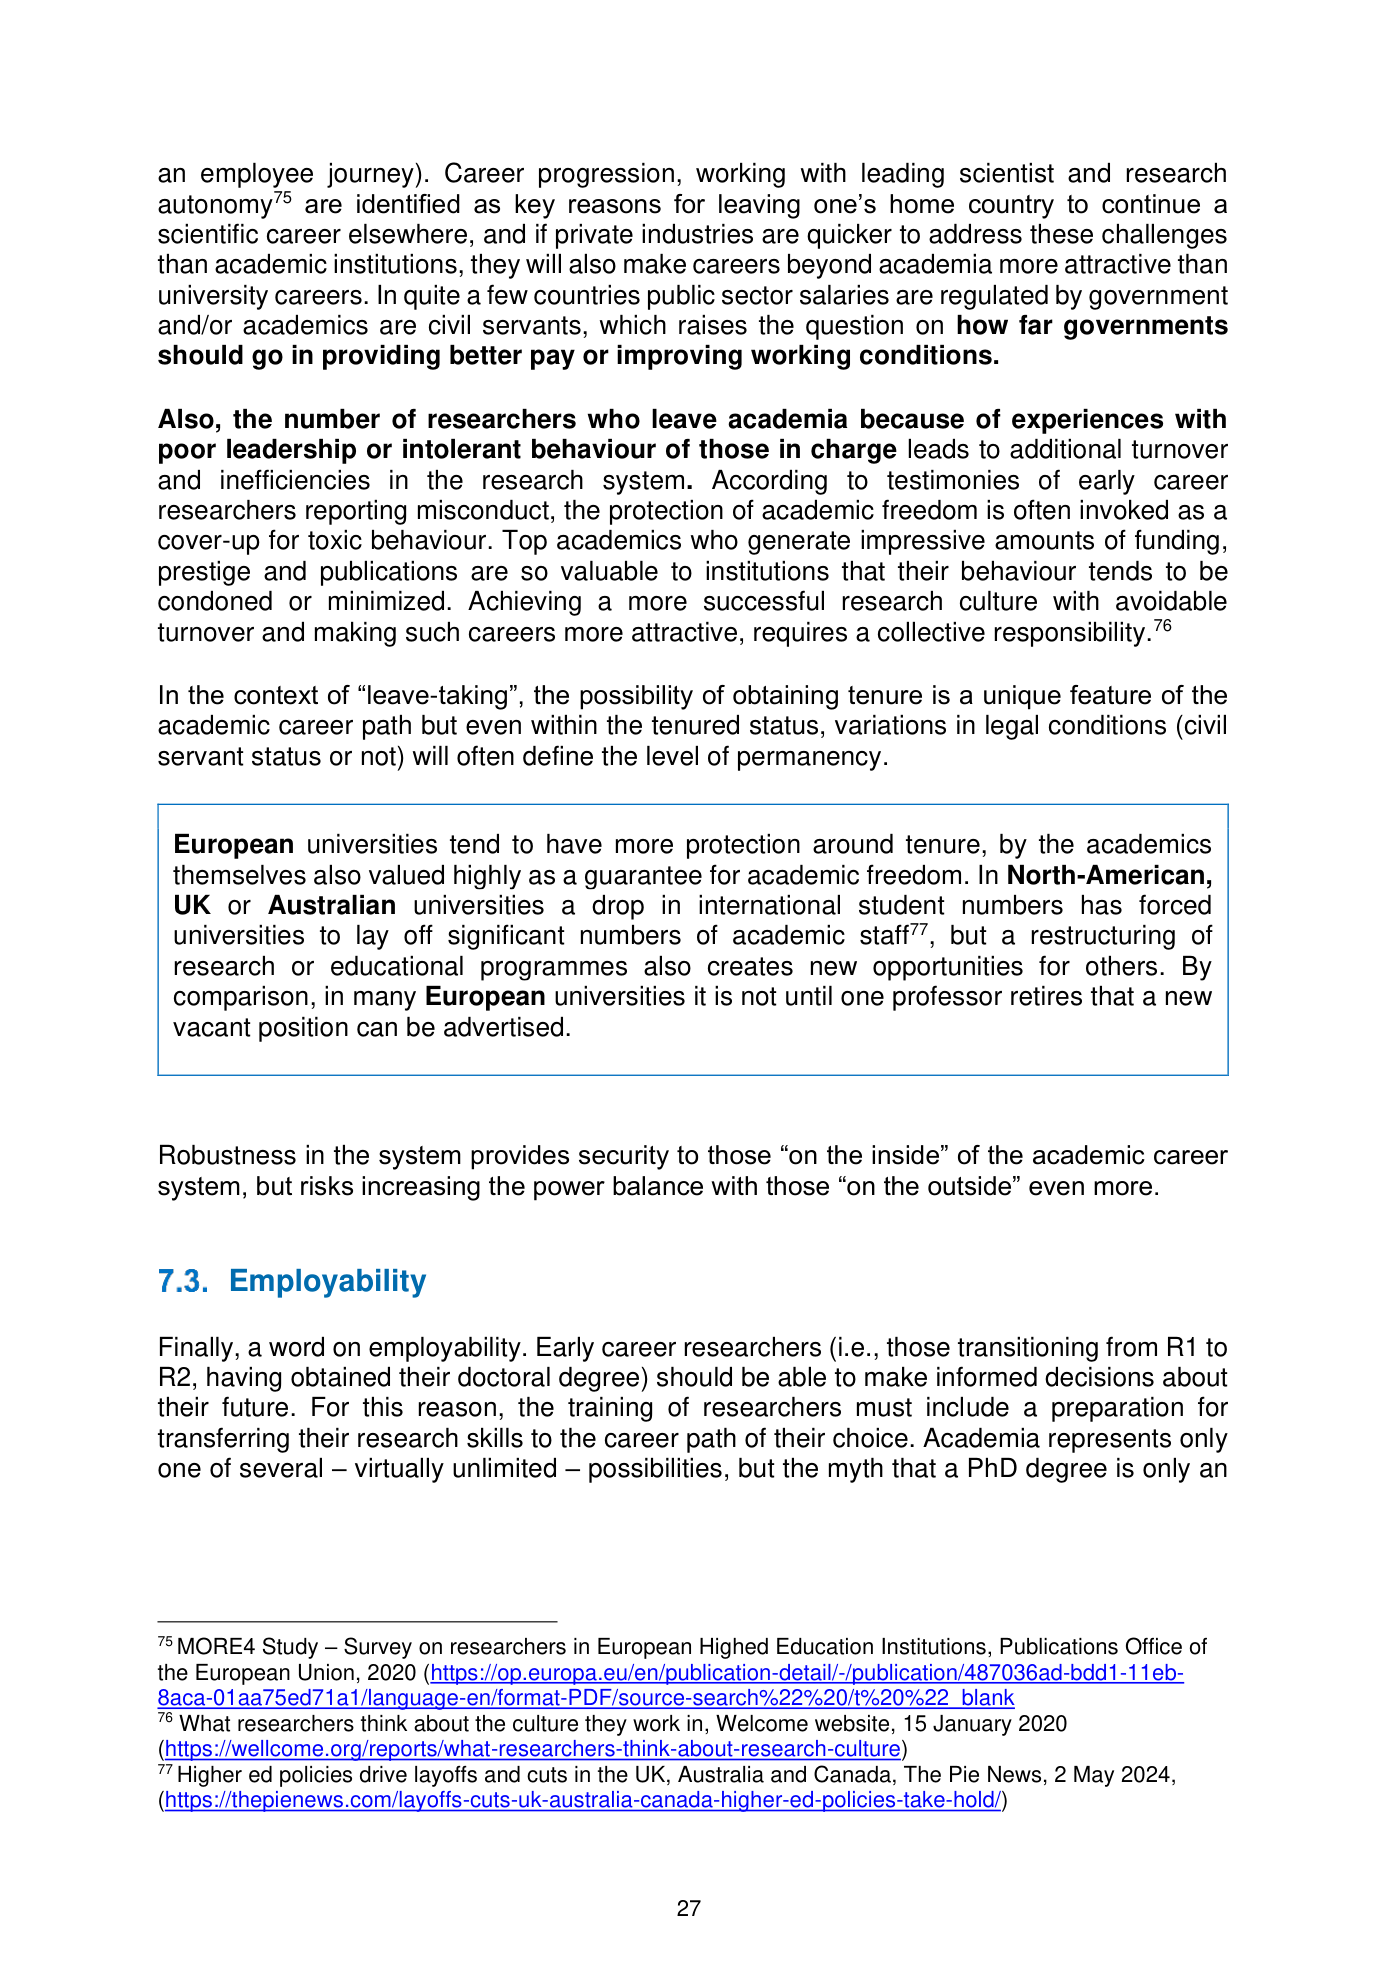 an employee journey). Career progression, working with leading scientist and research
autonomy75 are identified as key reasons for leaving one’s home country to continue a
scientific career elsewhere, and if private industries are quicker to address these challenges
than academic institutions, they will also make careers beyond academia more attractive than
university careers. In quite a few countries public sector salaries are regulated by government
and/or academics are civil servants, which raises the question on how far governments
should go in providing better pay or improving working conditions.
Also, the number of researchers who leave academia because of experiences with
poor leadership or intolerant behaviour of those in charge leads to additional turnover
and inefficiencies in the research system. According to testimonies of early career
researchers reporting misconduct, the protection of academic freedom is often invoked as a
cover-up for toxic behaviour. Top academics who generate impressive amounts of funding,
prestige and publications are so valuable to institutions that their behaviour tends to be
condoned or minimized. Achieving a more successful research culture with avoidable
turnover and making such careers more attractive, requires a collective responsibility.76
In the context of “leave-taking”, the possibility of obtaining tenure is a unique feature of the
academic career path but even within the tenured status, variations in legal conditions (civil
servant status or not) will often define the level of permanency.
European universities tend to have more protection around tenure, by the academics
themselves also valued highly as a guarantee for academic freedom. In North-American,
UK or Australian universities a drop in international student numbers has forced
universities to lay off significant numbers of academic staff77, but a restructuring of
research or educational programmes also creates new opportunities for others. By
comparison, in many European universities it is not until one professor retires that a new
vacant position can be advertised.
Robustness in the system provides security to those “on the inside” of the academic career
system, but risks increasing the power balance with those “on the outside” even more.
7.3. Employability
Finally, a word on employability. Early career researchers (i.e., those transitioning from R1 to
R2, having obtained their doctoral degree) should be able to make informed decisions about
their future. For this reason, the training of researchers must include a preparation for
transferring their research skills to the career path of their choice. Academia represents only
one of several – virtually unlimited – possibilities, but the myth that a PhD degree is only an
75 MORE4 Study – Survey on researchers in European Highed Education Institutions, Publications Office of
the European Union, 2020 (https://op.europa.eu/en/publication-detail/-/publication/487036ad-bdd1-11eb-
8aca-01aa75ed71a1/language-en/format-PDF/source-search%22%20/t%20%22_blank
76 What researchers think about the culture they work in, Welcome website, 15 January 2020
(https://wellcome.org/reports/what-researchers-think-about-research-culture)
77 Higher ed policies drive layoffs and cuts in the UK, Australia and Canada, The Pie News, 2 May 2024,
(https://thepienews.com/layoffs-cuts-uk-australia-canada-higher-ed-policies-take-hold/)
27